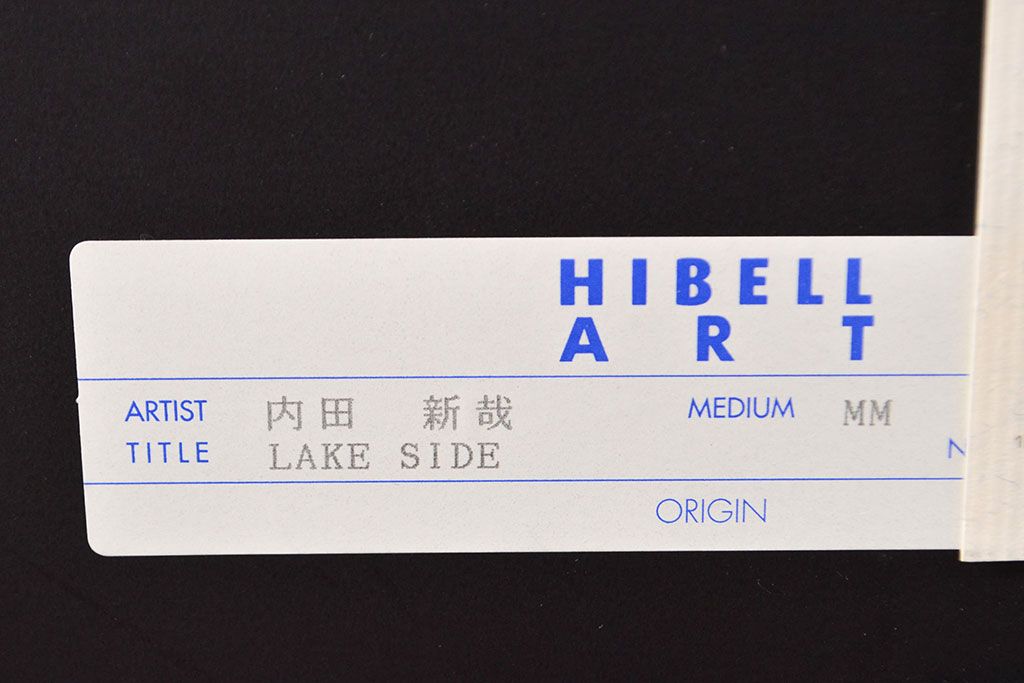 HIBELL
ART
ARTIST 内田 新哉 MEDIUM MM
TITLE LAKE SIDE
ORIGIN